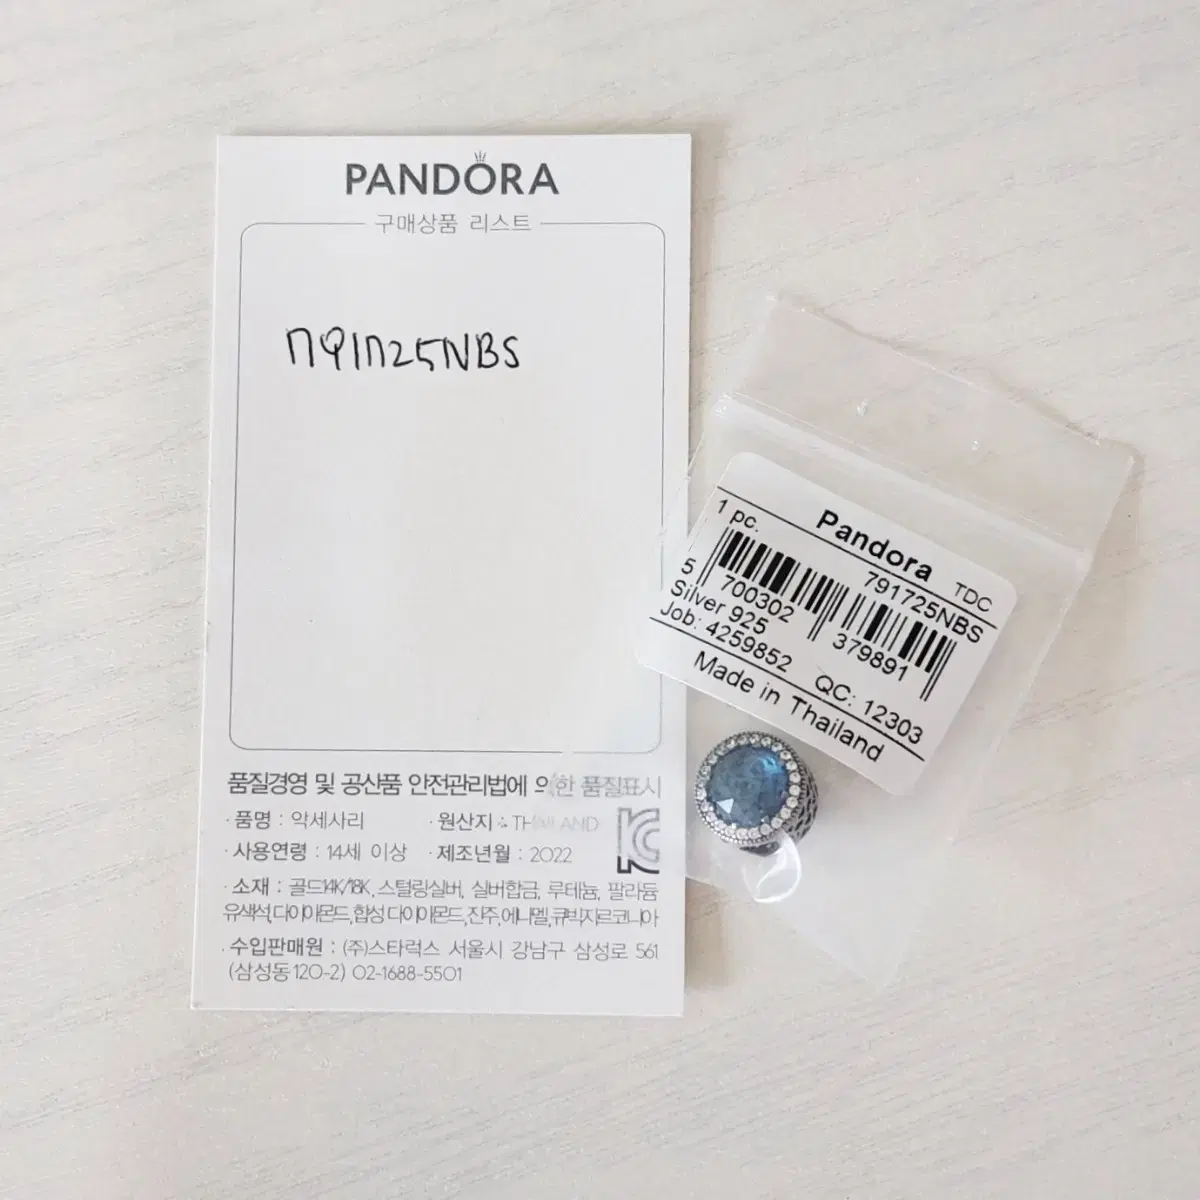 PANDORA
구매상품 리스트
791725NBS
품질경영 및 공산품 안전관리법에 의한 품질표시
· 품명 : 악세사리 · 원산지 : THAILAND
· 사용연령 : 14세 이상 · 제조년월 : 2022
· 소재 : 골드14K/18K, 스털링실버, 실버합금, 루테늄, 팔라듐
유색석,다이아몬드,합성 다이아몬드,진주,에나멜,큐빅지르코니아
· 수입판매원 : (주)스타럭스 서울시 강남구 삼성로 561
(삼성동 120-2) 02-1688-5501
Pandora
1 pc. 791725NBS TDC
5 700302 379891
Silver 925
Job: 4259852 QC: 12303
Made in Thailand